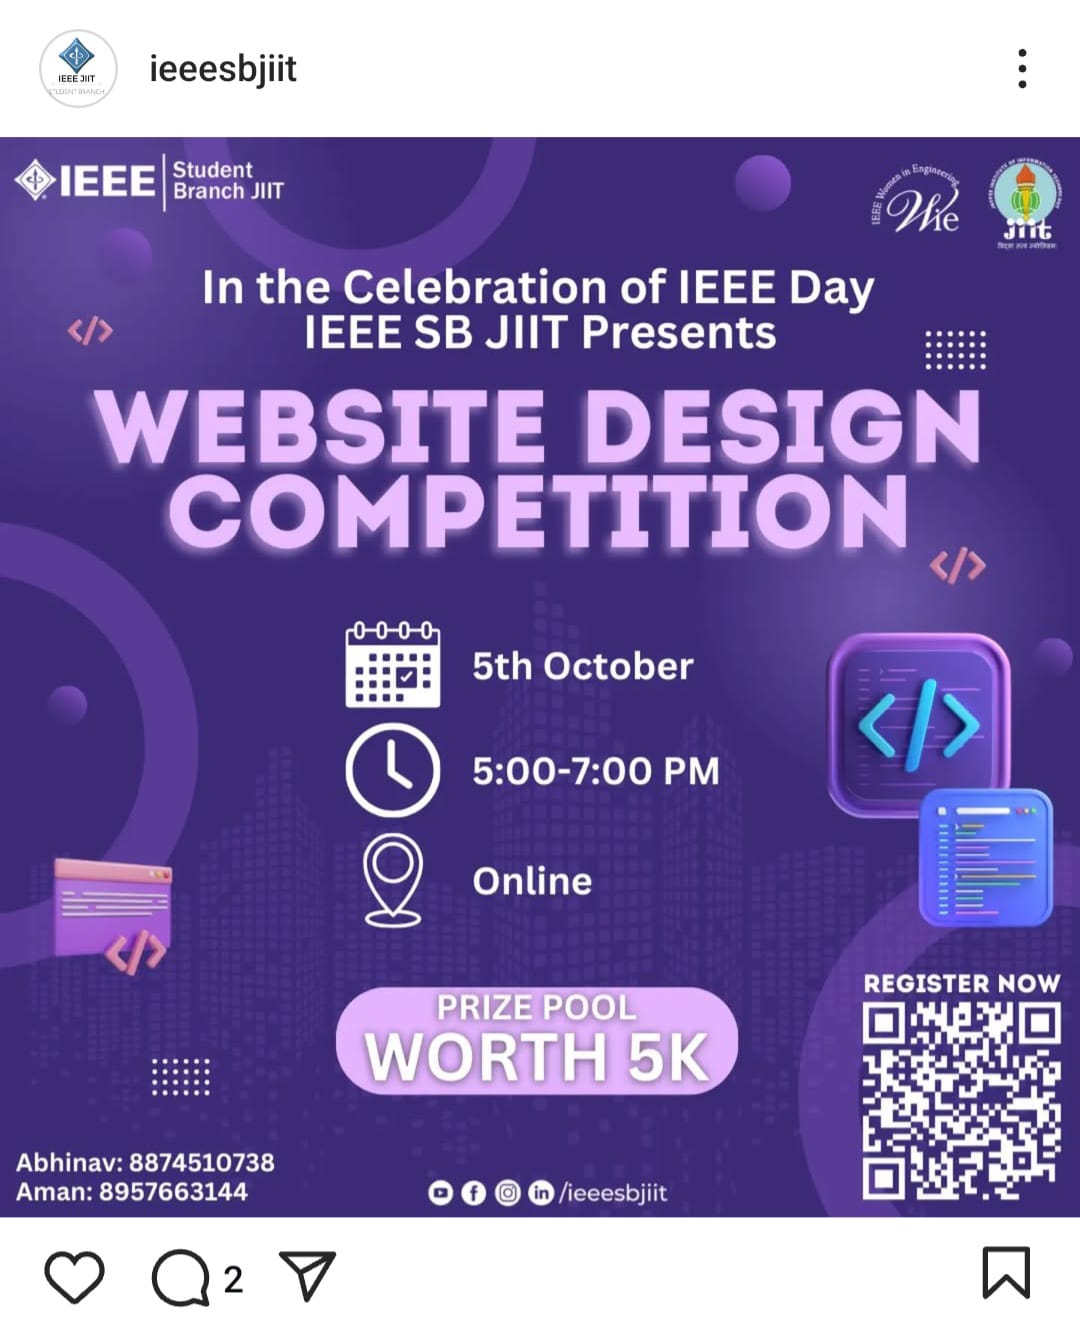 IEEE JIIT
STUDENT BRANCH
ieeesbjiit
IEEE
Student
Branch JIIT
IEEE Women in Engineering
WIE
jiit
In the Celebration of IEEE Day
IEEE SB JIIT Presents
</>
WEBSITE DESIGN
COMPETITION
</>
5th October
</>
5:00-7:00 PM
Online
</>
REGISTER NOW
PRIZE POOL
WORTH 5K
Abhinav: 8874510738
Aman: 8957663144
/ieeesbjiit
2